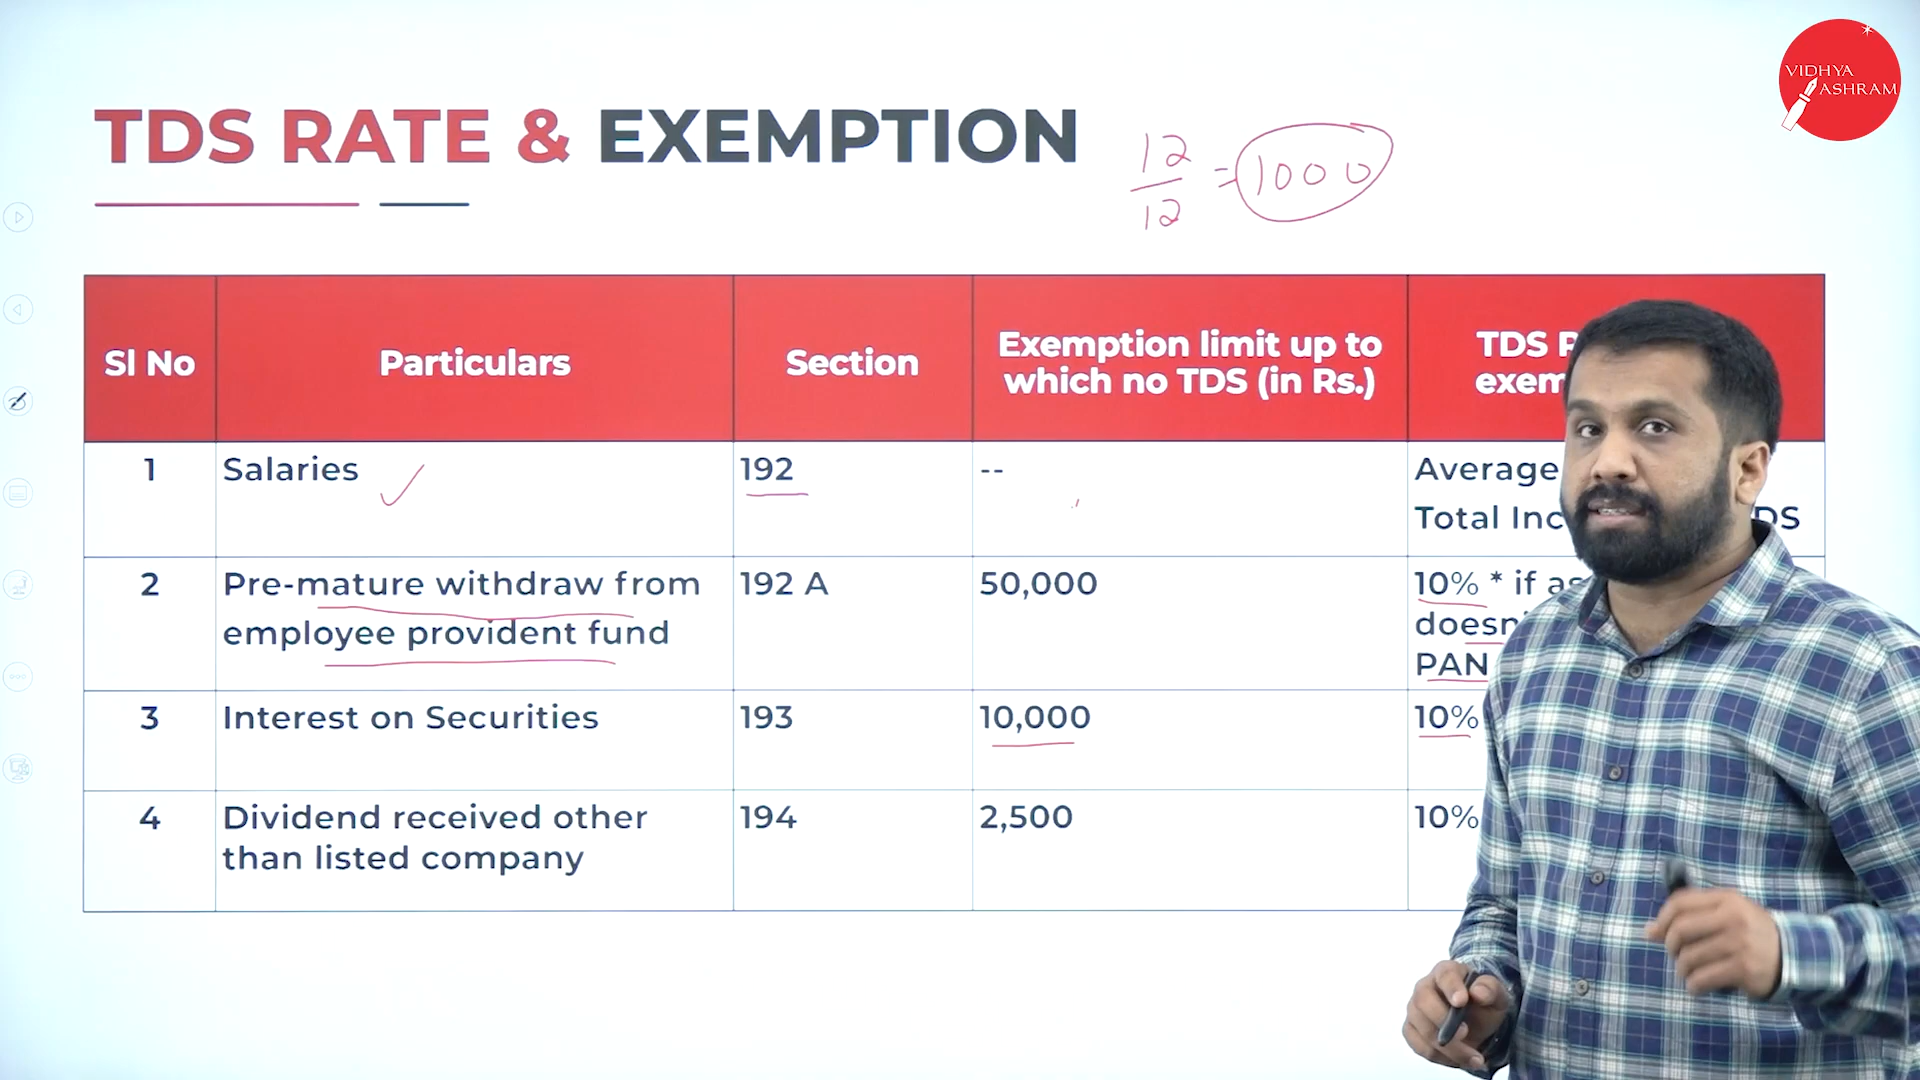 VIDHYA
ASHRAM
TDS RATE & EXEMPTION
12
12
= 1000
Sl No
Particulars
Section
Exemption limit up to
which no TDS (in Rs.)
TDS
exem
1
Salaries
192
--
Average
Total Inc
DS
2
Pre-mature withdraw from
employee provident fund
192 A
50,000
10% * if as
doesn'
PAN
3
Interest on Securities
193
10,000
10%
4
Dividend received other
than listed company
194
2,500
10%